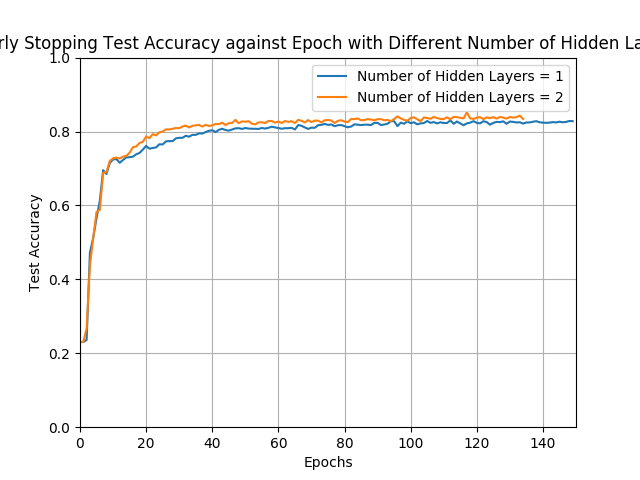 rly Stopping Test Accuracy against Epoch with Different Number of Hidden La
1.0
Number of Hidden Layers = 1
Number of Hidden Layers = 2
0.8
0.6
Test Accuracy
0.4
0.2
0.0
0 20 40 60 80 100 120 140
Epochs